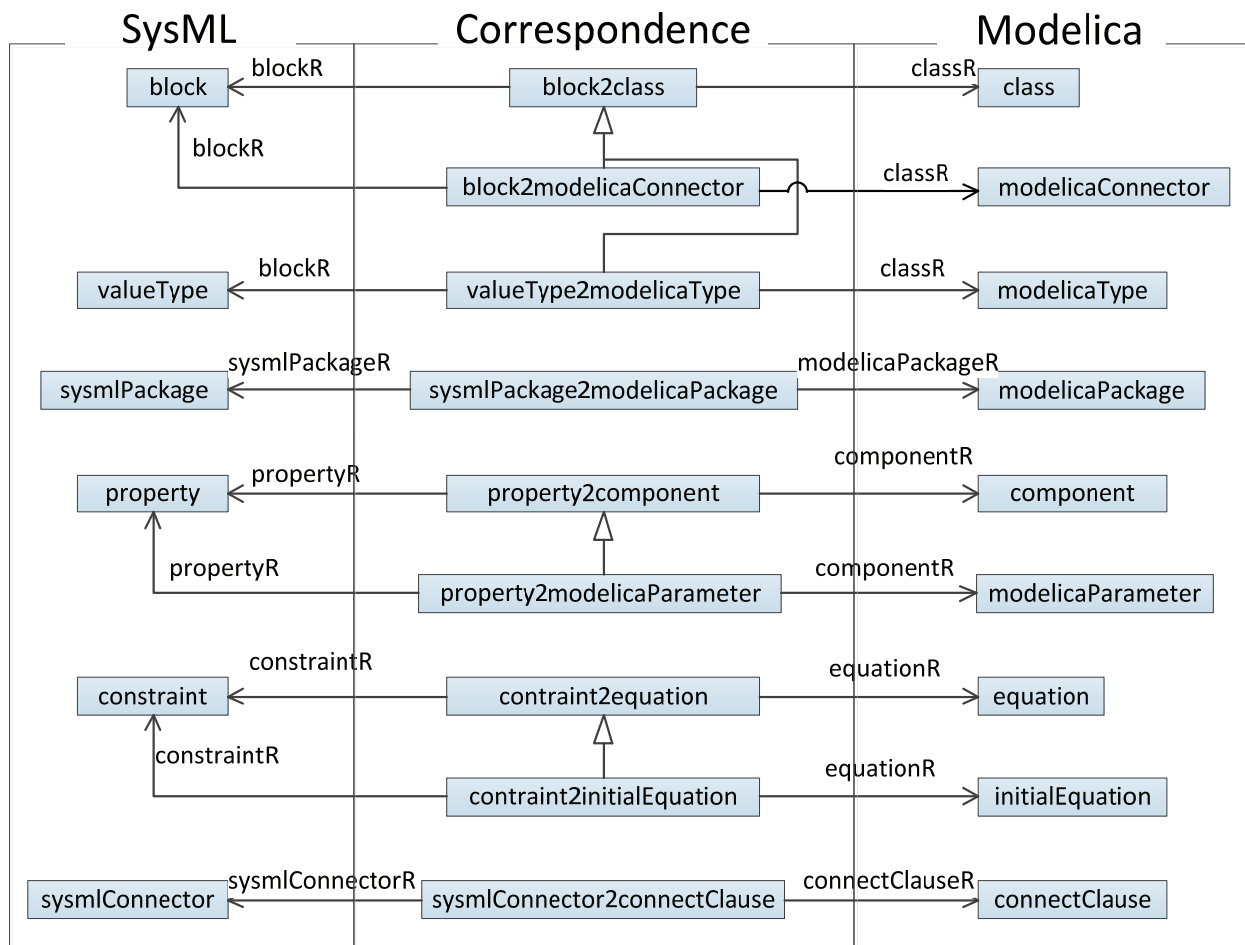 SysML
Correspondence
Modelica
blockR
classR
block
block2class
class
blockR
classR
block2modelicaConnector
modelicaConnector
blockR
classR
valueType
valueType2modelicaType
modelicaType
sysmlPackageR
modelicaPackageR
sysmlPackage
sysmlPackage2modelicaPackage
modelicaPackage
propertyR
componentR
property
property2component
component
propertyR
componentR
property2modelicaParameter
modelicaParameter
constraintR
equationR
constraint
contraint2equation
equation
constraintR
equationR
contraint2initialEquation
initialEquation
sysmlConnectorR
connectClauseR
sysmlConnector
sysmlConnector2connectClause
connectClause